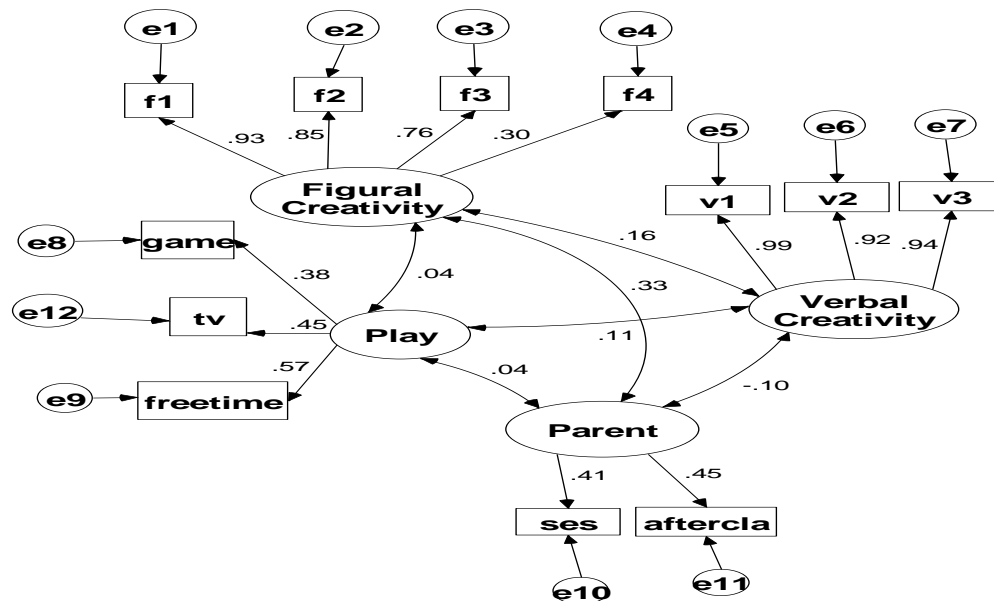 e1
e2
e3
e4
f1
f2
f3
f4
.93
.85
.76
.30
e5
e6
e7
v1
v2
v3
Figural
Creativity
.99
.92
.94
.16
e8
game
.38
.04
.33
e12
tv
.45
Play
Verbal
Creativity
.11
.57
.04
-.10
e9
freetime
Parent
.41
.45
ses
aftercla
e10
e11